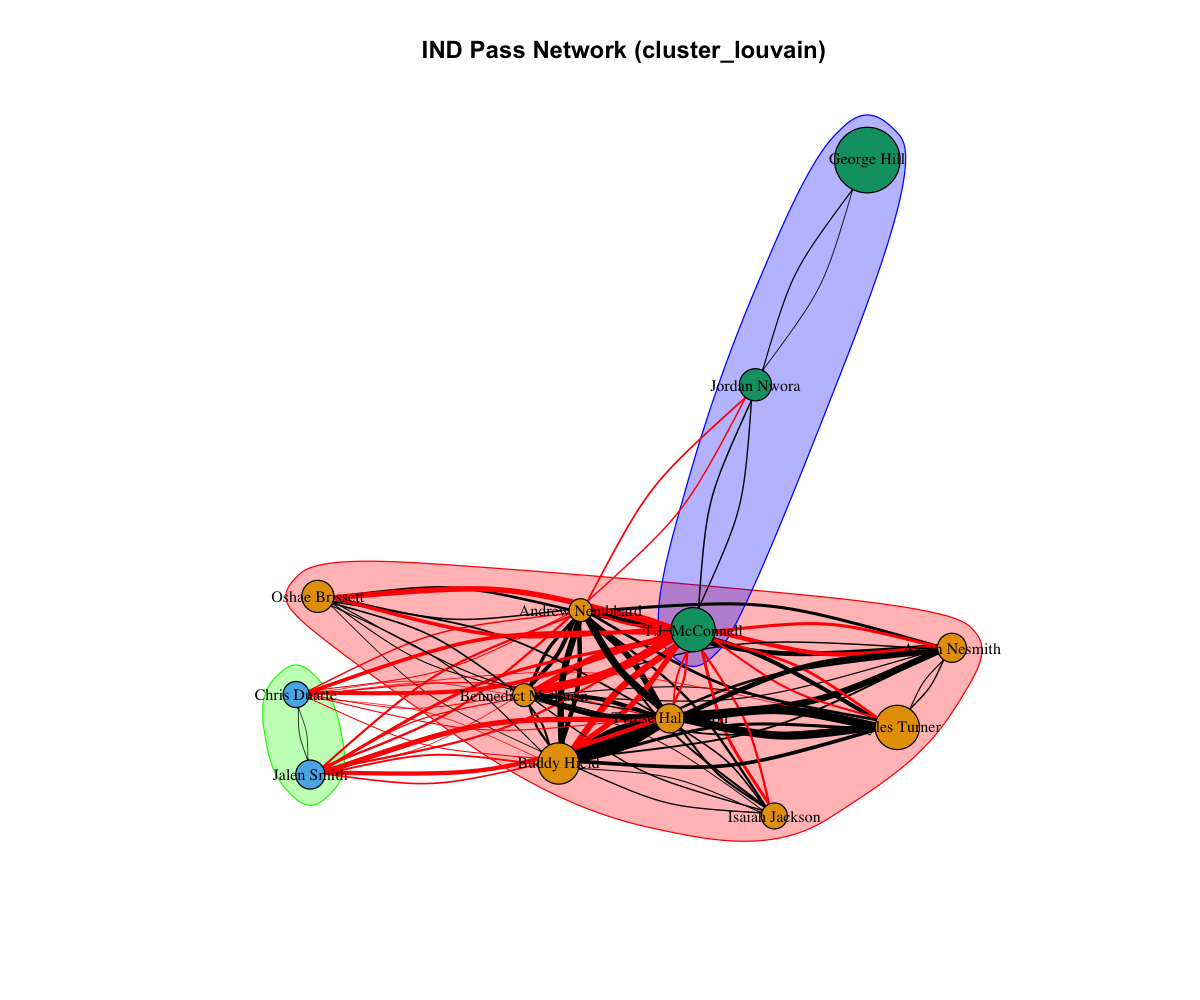 IND Pass Network (cluster_louvain)
George Hill
Jordan Nwora
Oshae Brissett
Andrew Nembhard
T.J. McConnell
Aaron Nesmith
Chris Duarte
Bennedict Mathurin
Tyrese Haliburton
Myles Turner
Buddy Hield
Jalen Smith
Isaiah Jackson